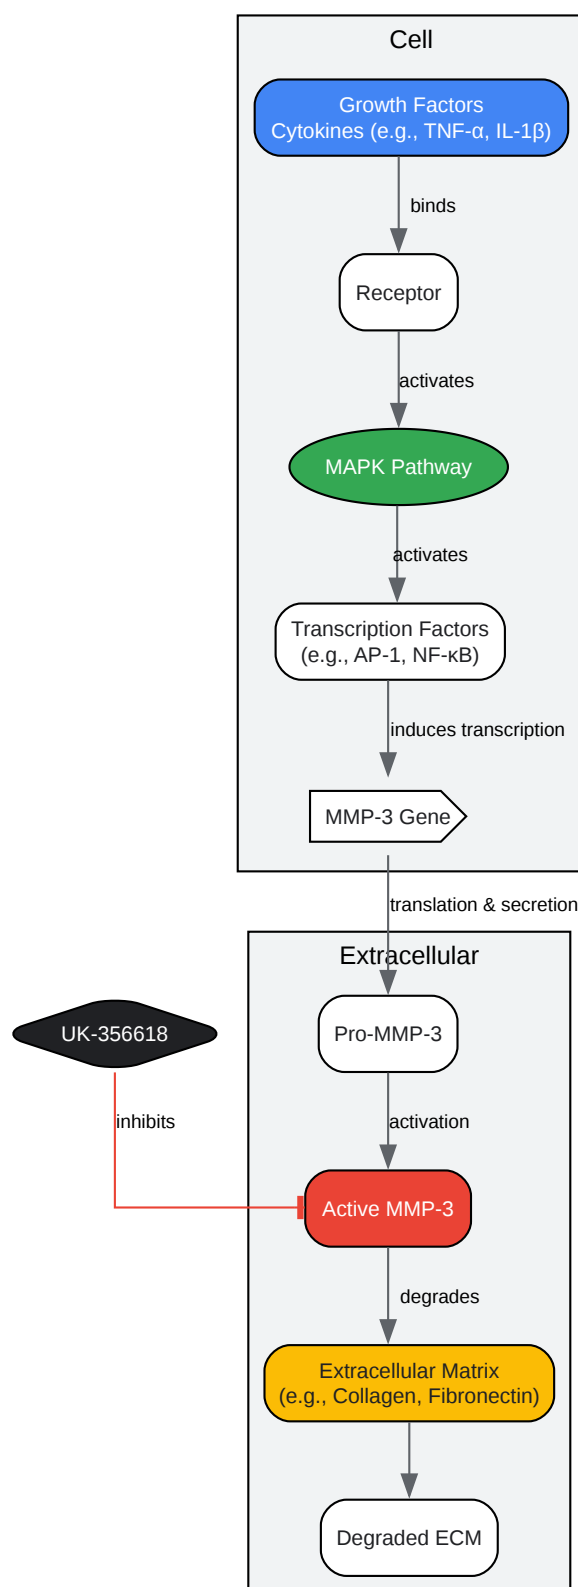 Cell
Growth Factors
Cytokines (e.g., TNF-α, IL-1β)
binds
Receptor
activates
MAPK Pathway
activates
Transcription Factors
(e.g., AP-1, NF-κB)
induces transcription
MMP-3 Gene
translation & secretion
Extracellular
UK-356618
Pro-MMP-3
inhibits
activation
Active MMP-3
degrades
Extracellular Matrix
(e.g., Collagen, Fibronectin)
Degraded ECM